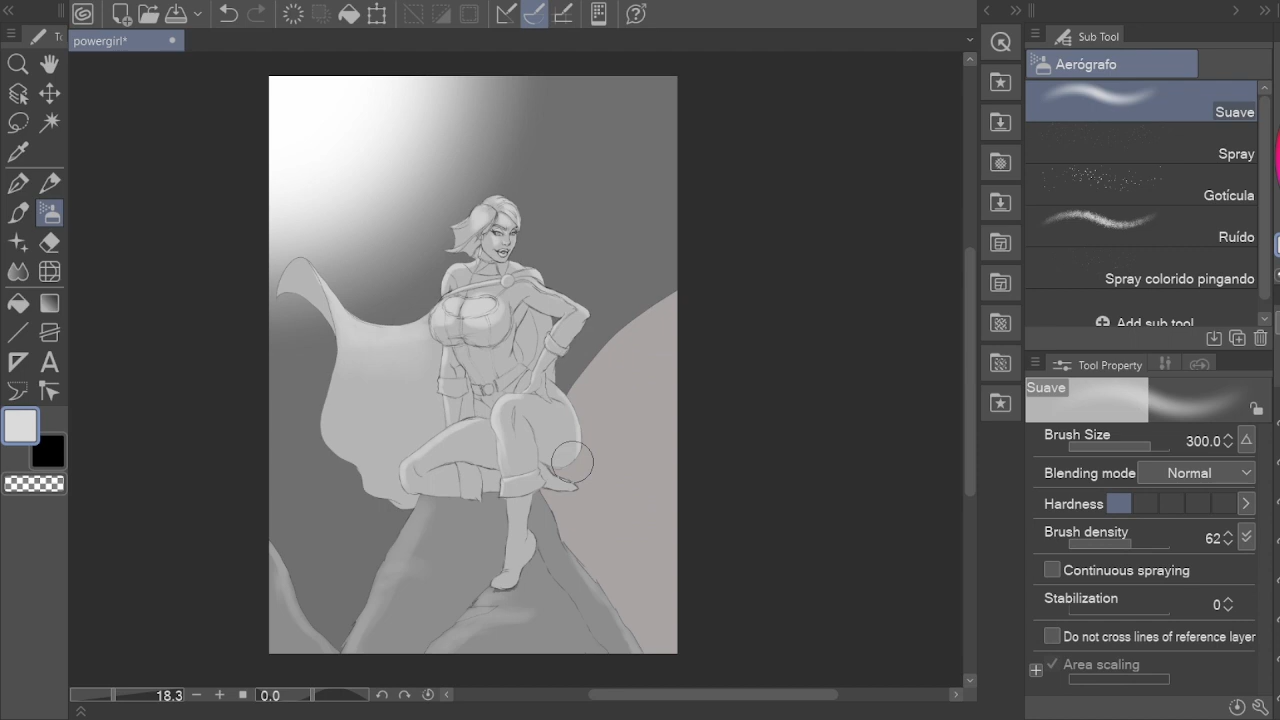 To
powergirl*
Sub Tool
Aerógrafo
Suave
Spray
Gotícula
Ruído
Spray colorido pingando
Add sub tool
Tool Property
Suave
Brush Size 300.0
Blending mode Normal
Hardness
Brush density 62
Continuous spraying
Stabilization 0
Do not cross lines of reference layer
Area scaling
18.3 0.0